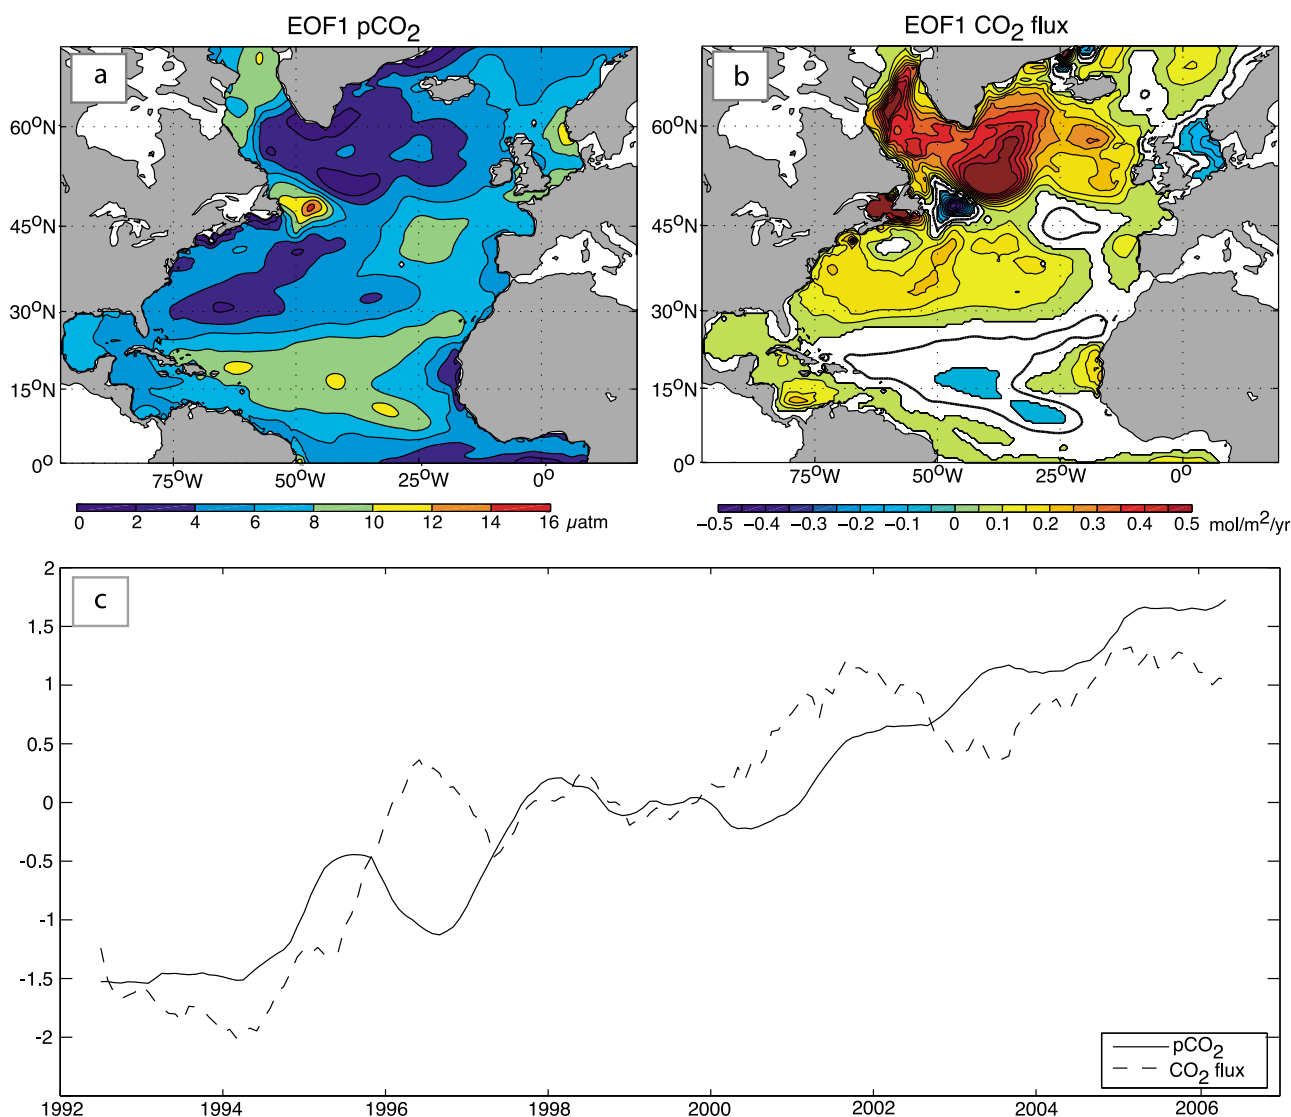 EOF1 pCO₂
EOF1 CO₂ flux
a
b
60°N
45°N
30°N
15°N
0°
75°W
50°W
25°W
0°
60°N
45°N
30°N
15°N
0°
75°W
50°W
25°W
0°
0 2 4 6 8 10 12 14 16 µatm
−0.5 −0.4 −0.3 −0.2 −0.1 0 0.1 0.2 0.3 0.4 0.5 mol/m²/yr
c
2
1.5
1
0.5
0
-0.5
-1
-1.5
-2
1992 1994 1996 1998 2000 2002 2004 2006
pCO₂
CO₂ flux